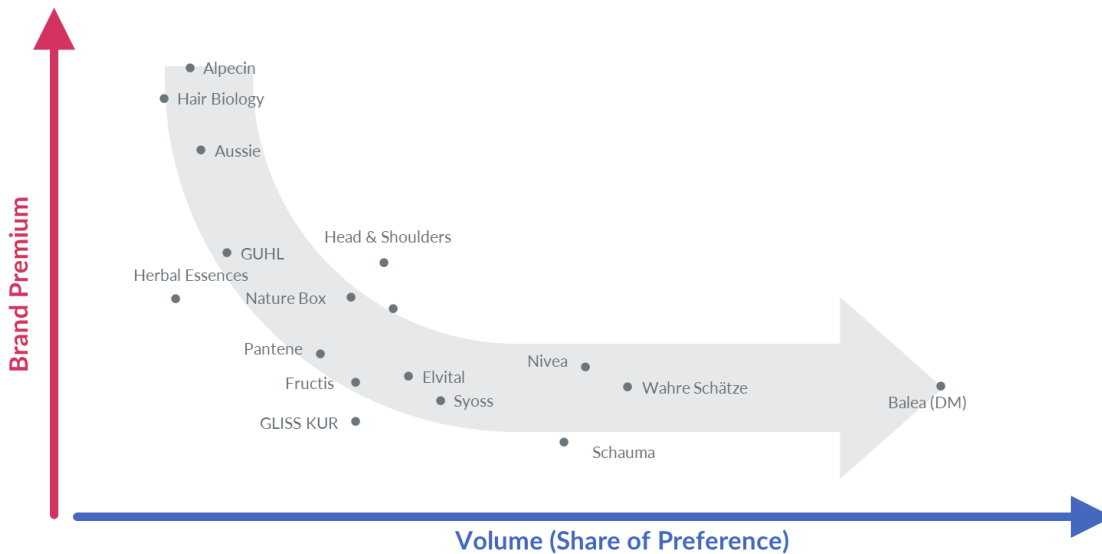 Alpecin
Hair Biology
Aussie
Head & Shoulders
GUHL
Herbal Essences
Nature Box
Pantene
Nivea
Elvital
Fructis
Wahre Schätze
Syoss
Balea (DM)
GLISS KUR
Schauma
Brand Premium
Volume (Share of Preference)